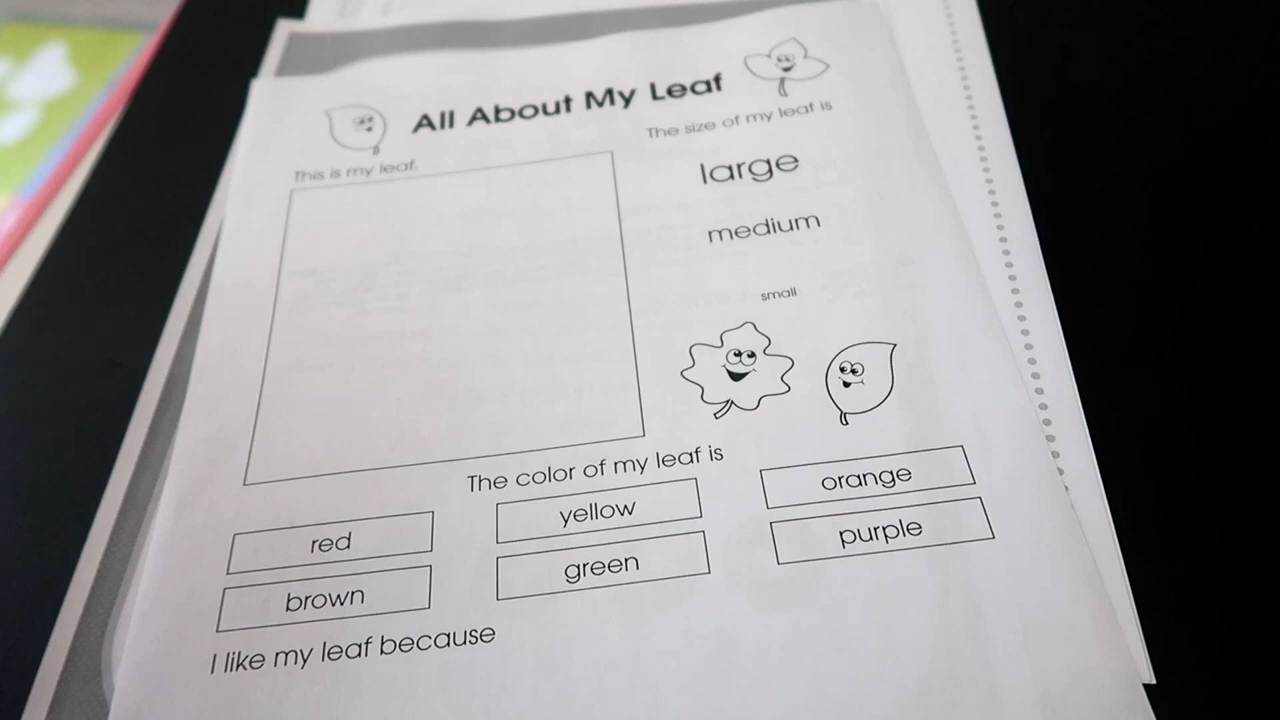 All About My Leaf
This is my leaf.
The size of my leaf is
large
medium
small
The color of my leaf is
red
yellow
orange
brown
green
purple
I like my leaf because